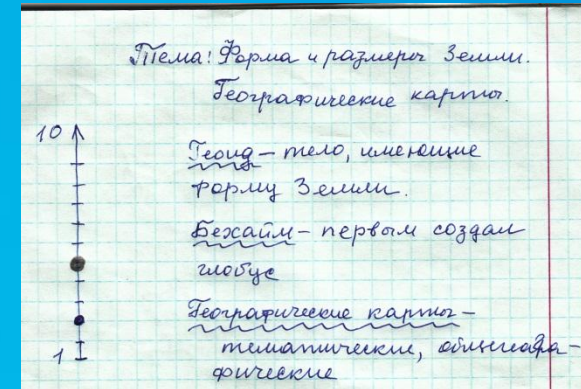 Тема: Форма и размеры Земли.
Географические карты.
10
Геоид – тело, имеющие
форму Земли.
Бехайм – первым создал
глобус
Географические карты –
1
тематические, общегеогра-
фические